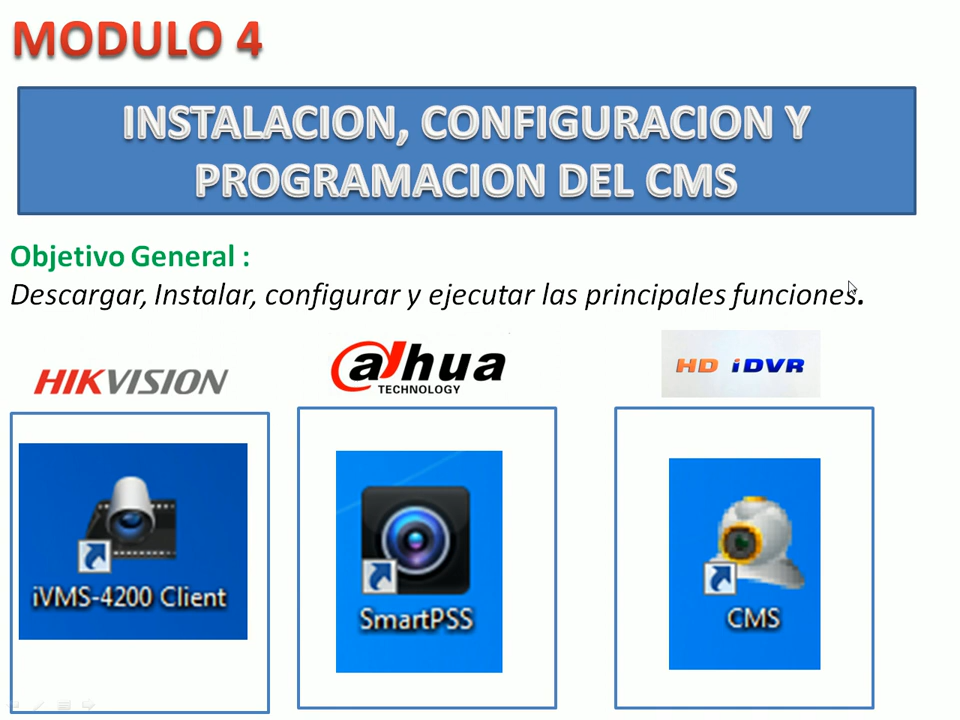 MODULO 4
INSTALACION, CONFIGURACION Y
PROGRAMACION DEL CMS
Objetivo General :
Descargar, Instalar, configurar y ejecutar las principales funciones.
HIKVISION
alhua
TECHNOLOGY
HD iDVR
iVMS-4200 Client
SmartPSS
CMS